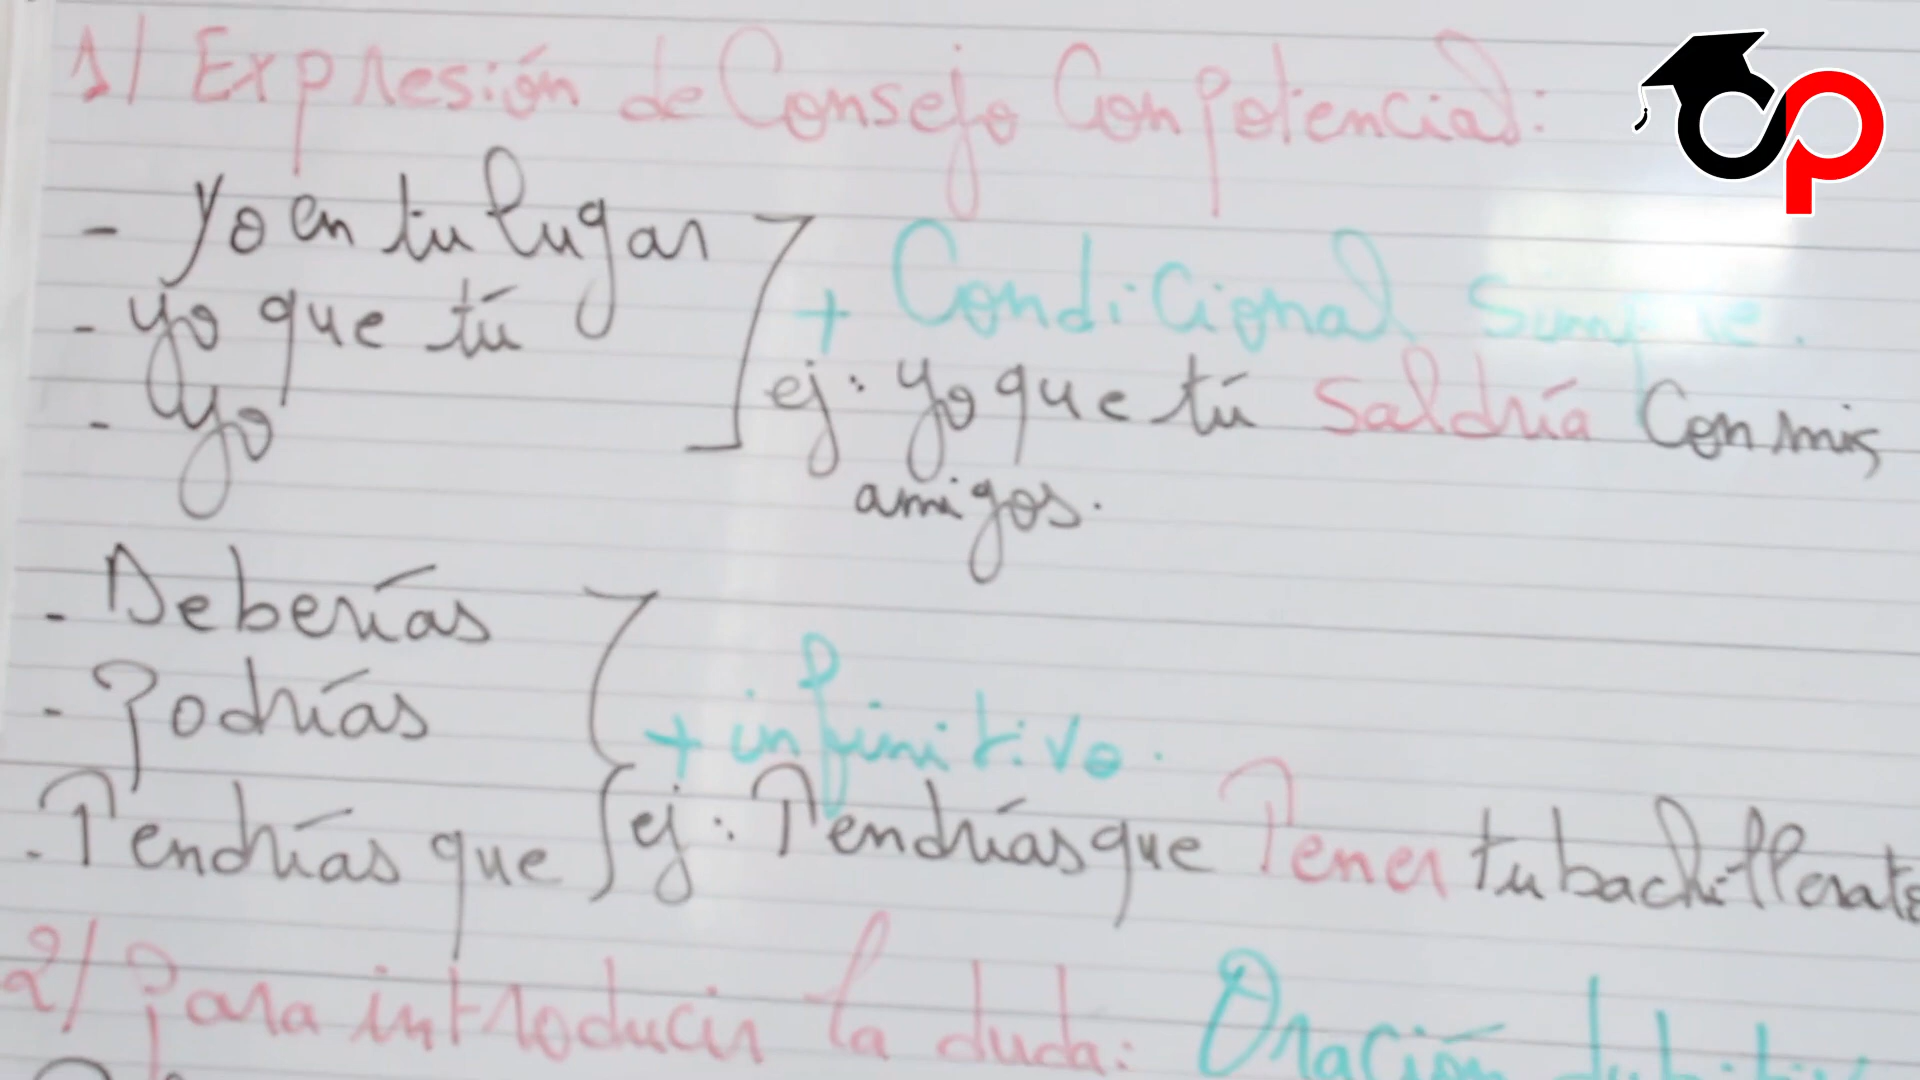 1/ Expresión de Consejo Con Potencial:
- Yo en tu lugar
- yo que tú
- yo
+ Condicional simple.
ej: yo que tú saldría Con mis
amigos.
- Deberías
- Podrías
- Tendrías que
+ infinitivo.
ej: Tendrías que Tener tu bachillerato
2/ Para introducir la duda: Oración